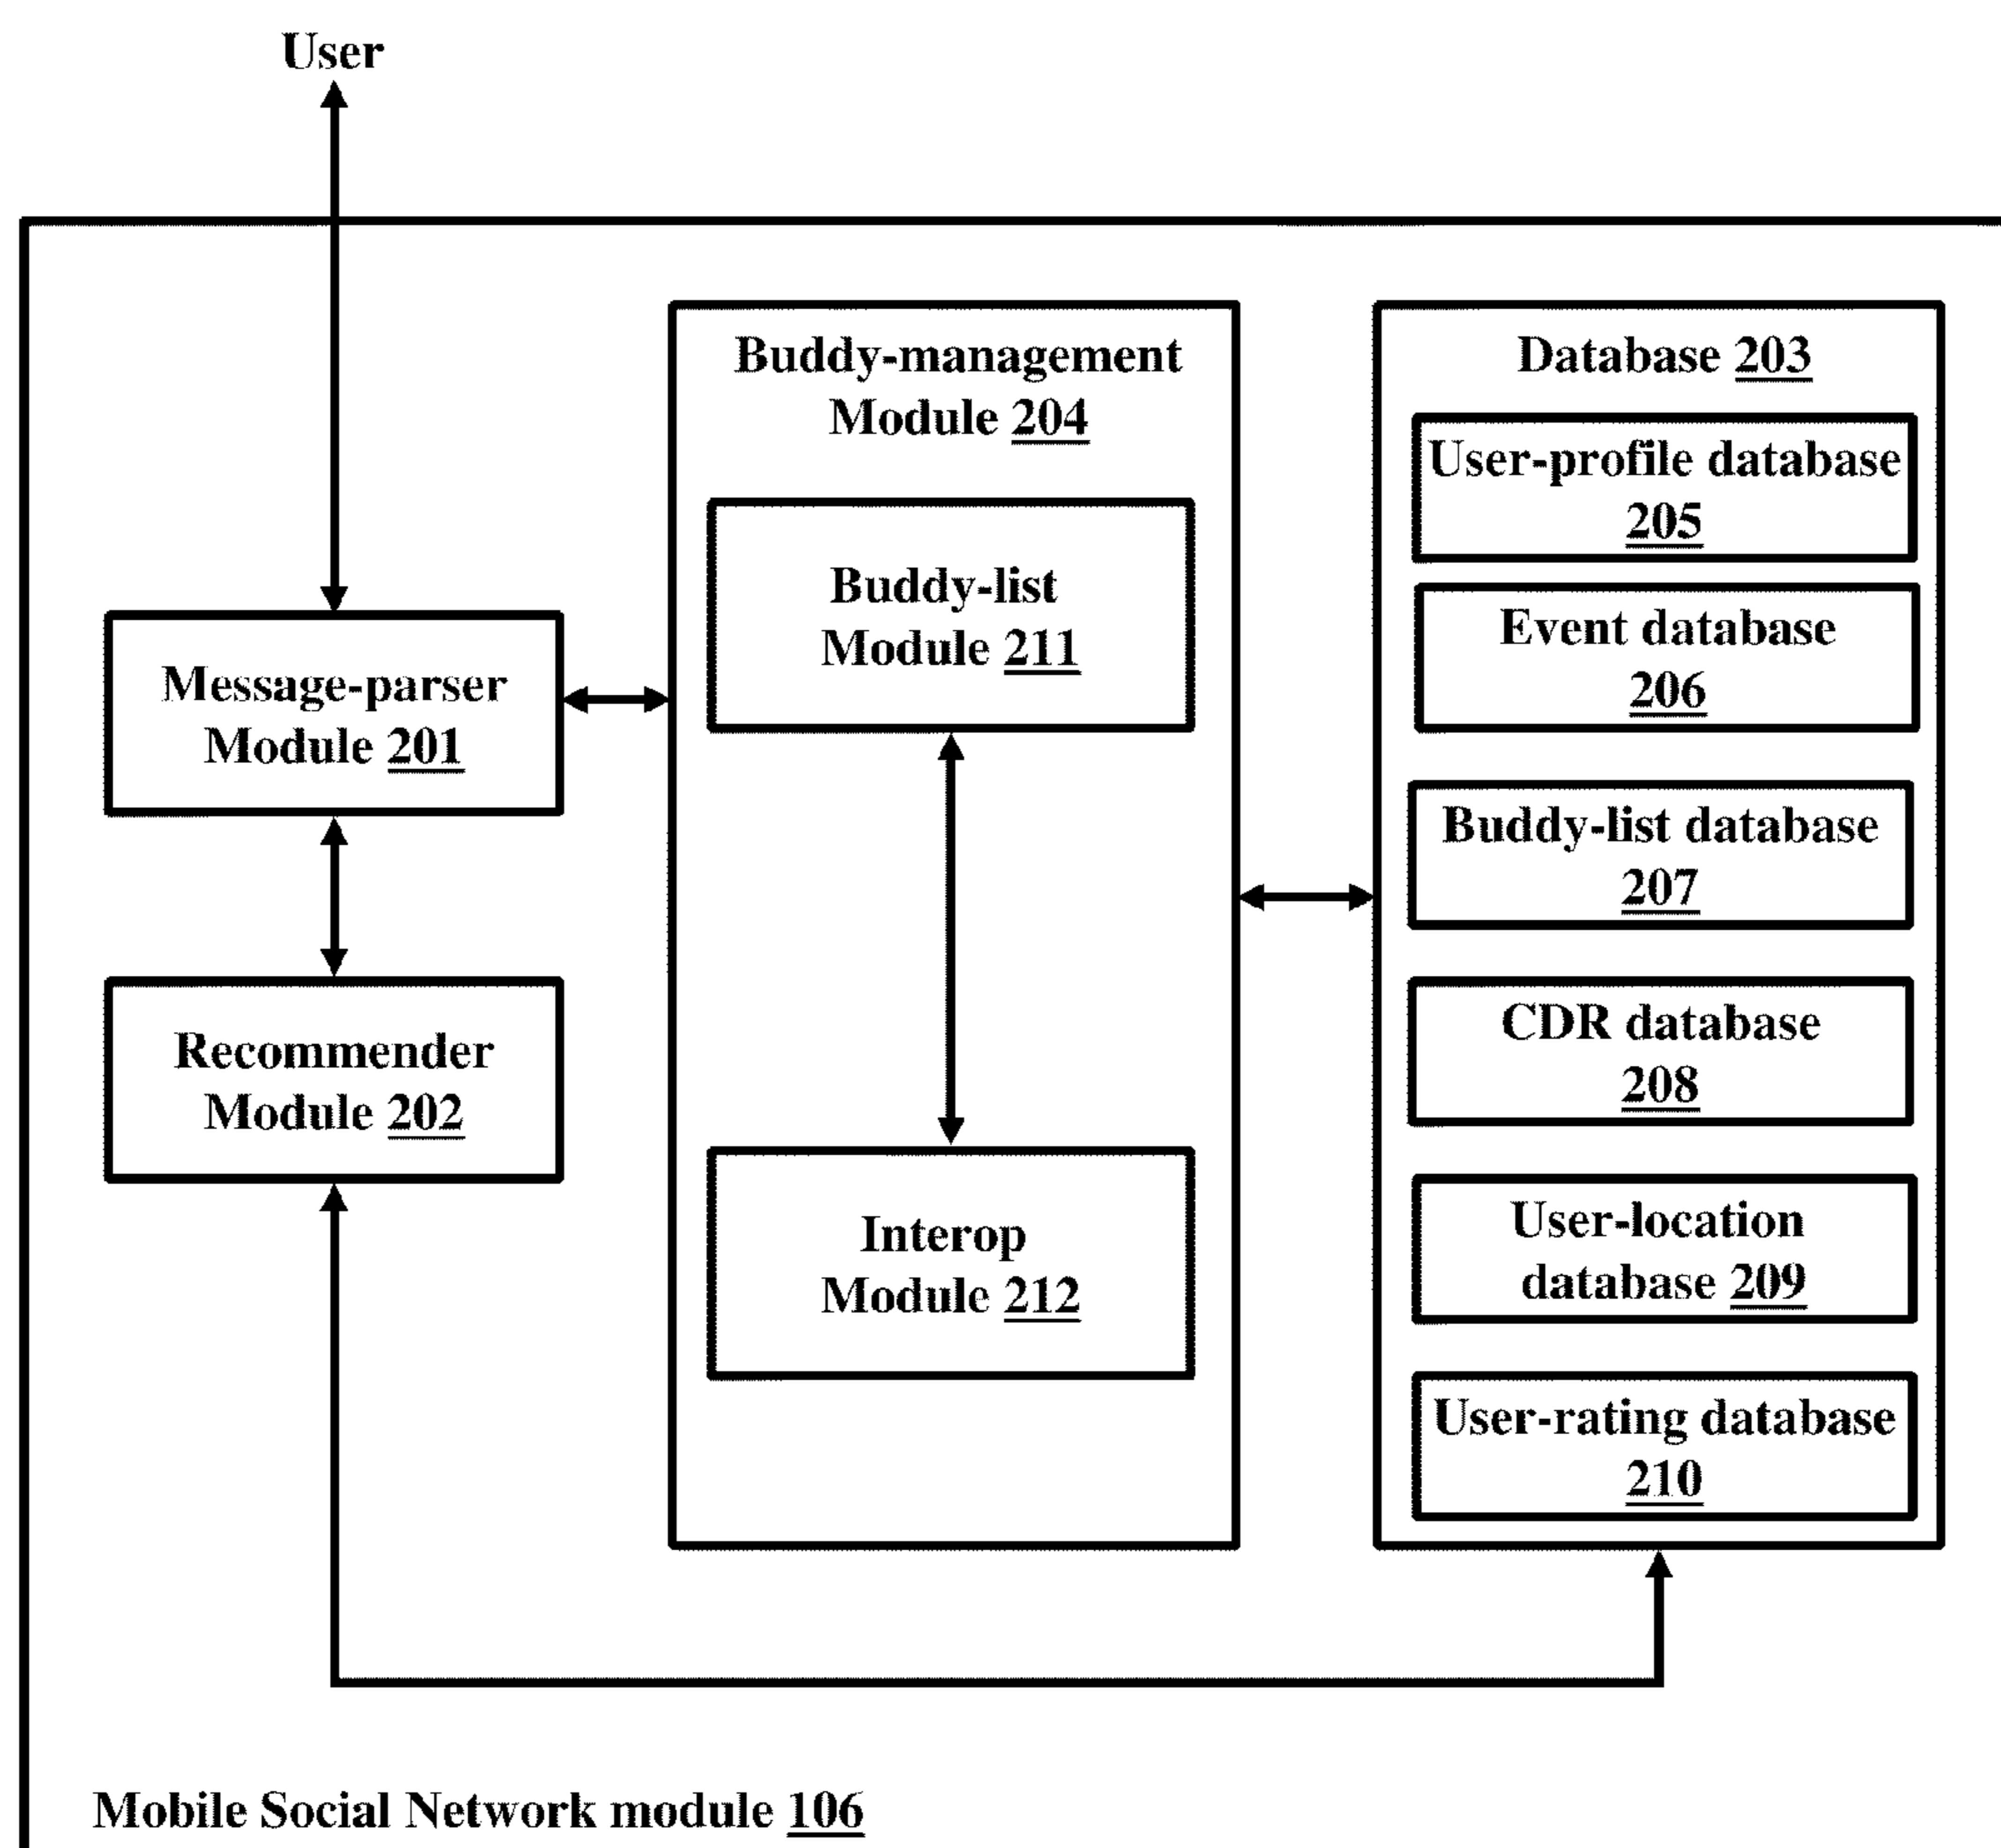 User
Message-parser
Module 201
Recommender
Module 202
Buddy-management
Module 204
Buddy-list
Module 211
Interop
Module 212
Database 203
User-profile database
205
Event database
206
Buddy-list database
207
CDR database
208
User-location
database 209
User-rating database
210
Mobile Social Network module 106